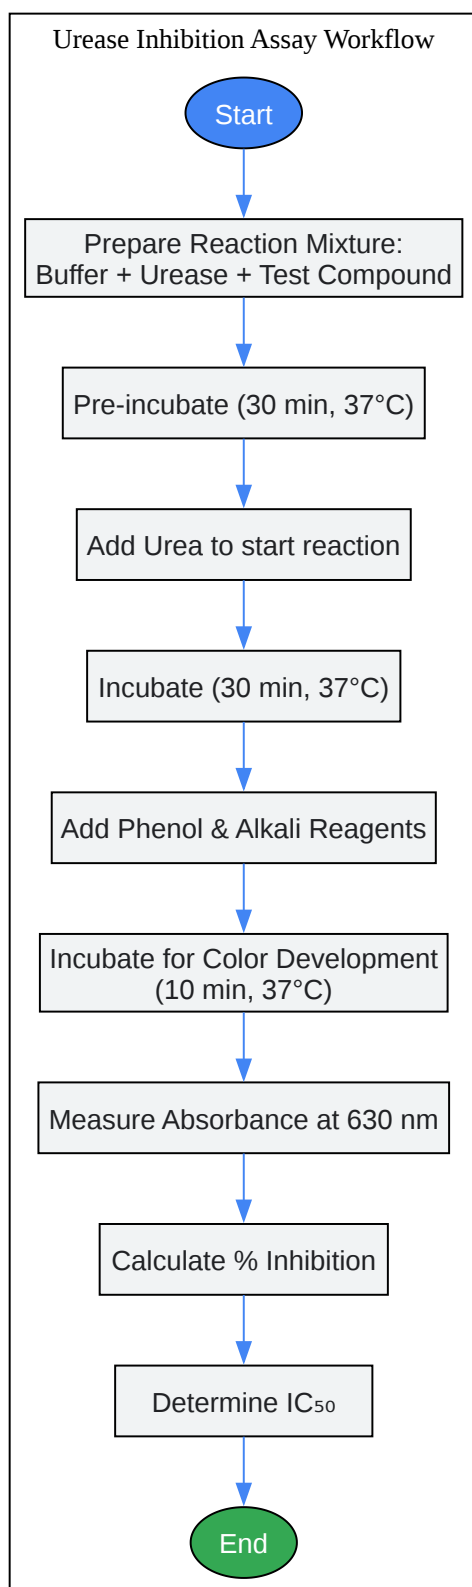 Urease Inhibition Assay Workflow
Start
Prepare Reaction Mixture:
Buffer + Urease + Test Compound
Pre-incubate (30 min, 37°C)
Add Urea to start reaction
Incubate (30 min, 37°C)
Add Phenol & Alkali Reagents
Incubate for Color Development
(10 min, 37°C)
Measure Absorbance at 630 nm
Calculate % Inhibition
Determine IC₅₀
End